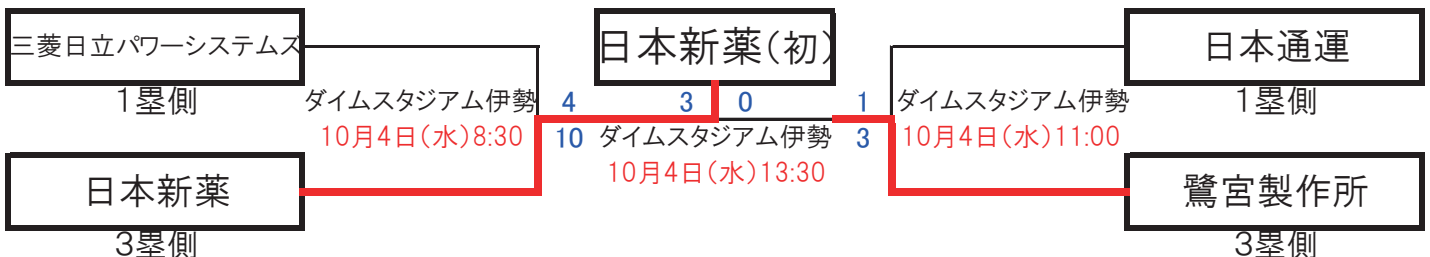 三菱日立パワーシステムズ
1塁側
ダイムスタジアム伊勢
10月4日(水)8:30
4
10
日本新薬
3塁側
日本新薬(初)
3 0
ダイムスタジアム伊勢
10月4日(水)13:30
日本通運
1塁側
1
3
ダイムスタジアム伊勢
10月4日(水)11:00
鷺宮製作所
3塁側